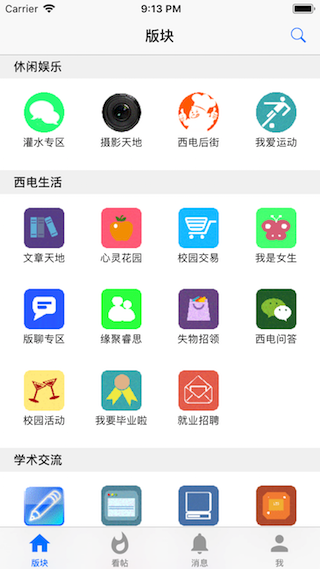 Carrier 9:13 PM
版块
休闲娱乐
灌水专区 摄影天地 西电后街 我爱运动
西电生活
文章天地 心灵花园 校园交易 我是女生
版聊专区 缘聚睿思 失物招领 西电问答
校园活动 我要毕业啦 就业招聘
学术交流
版块 看帖 消息 我